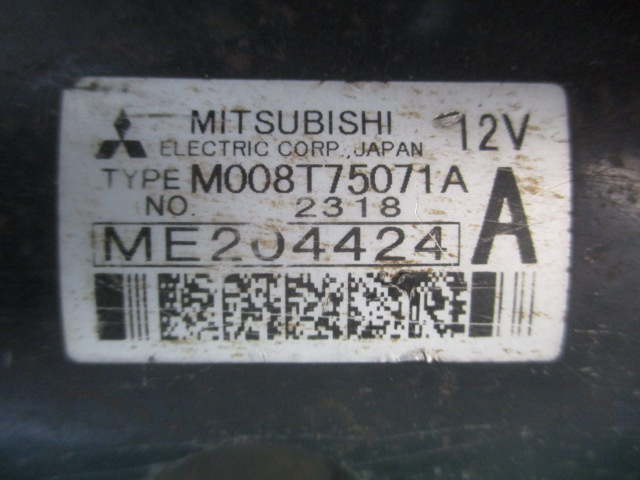 MITSUBISHI 12V
ELECTRIC CORP., JAPAN
TYPE M008T75071A
NO. 2318 A
ME204424